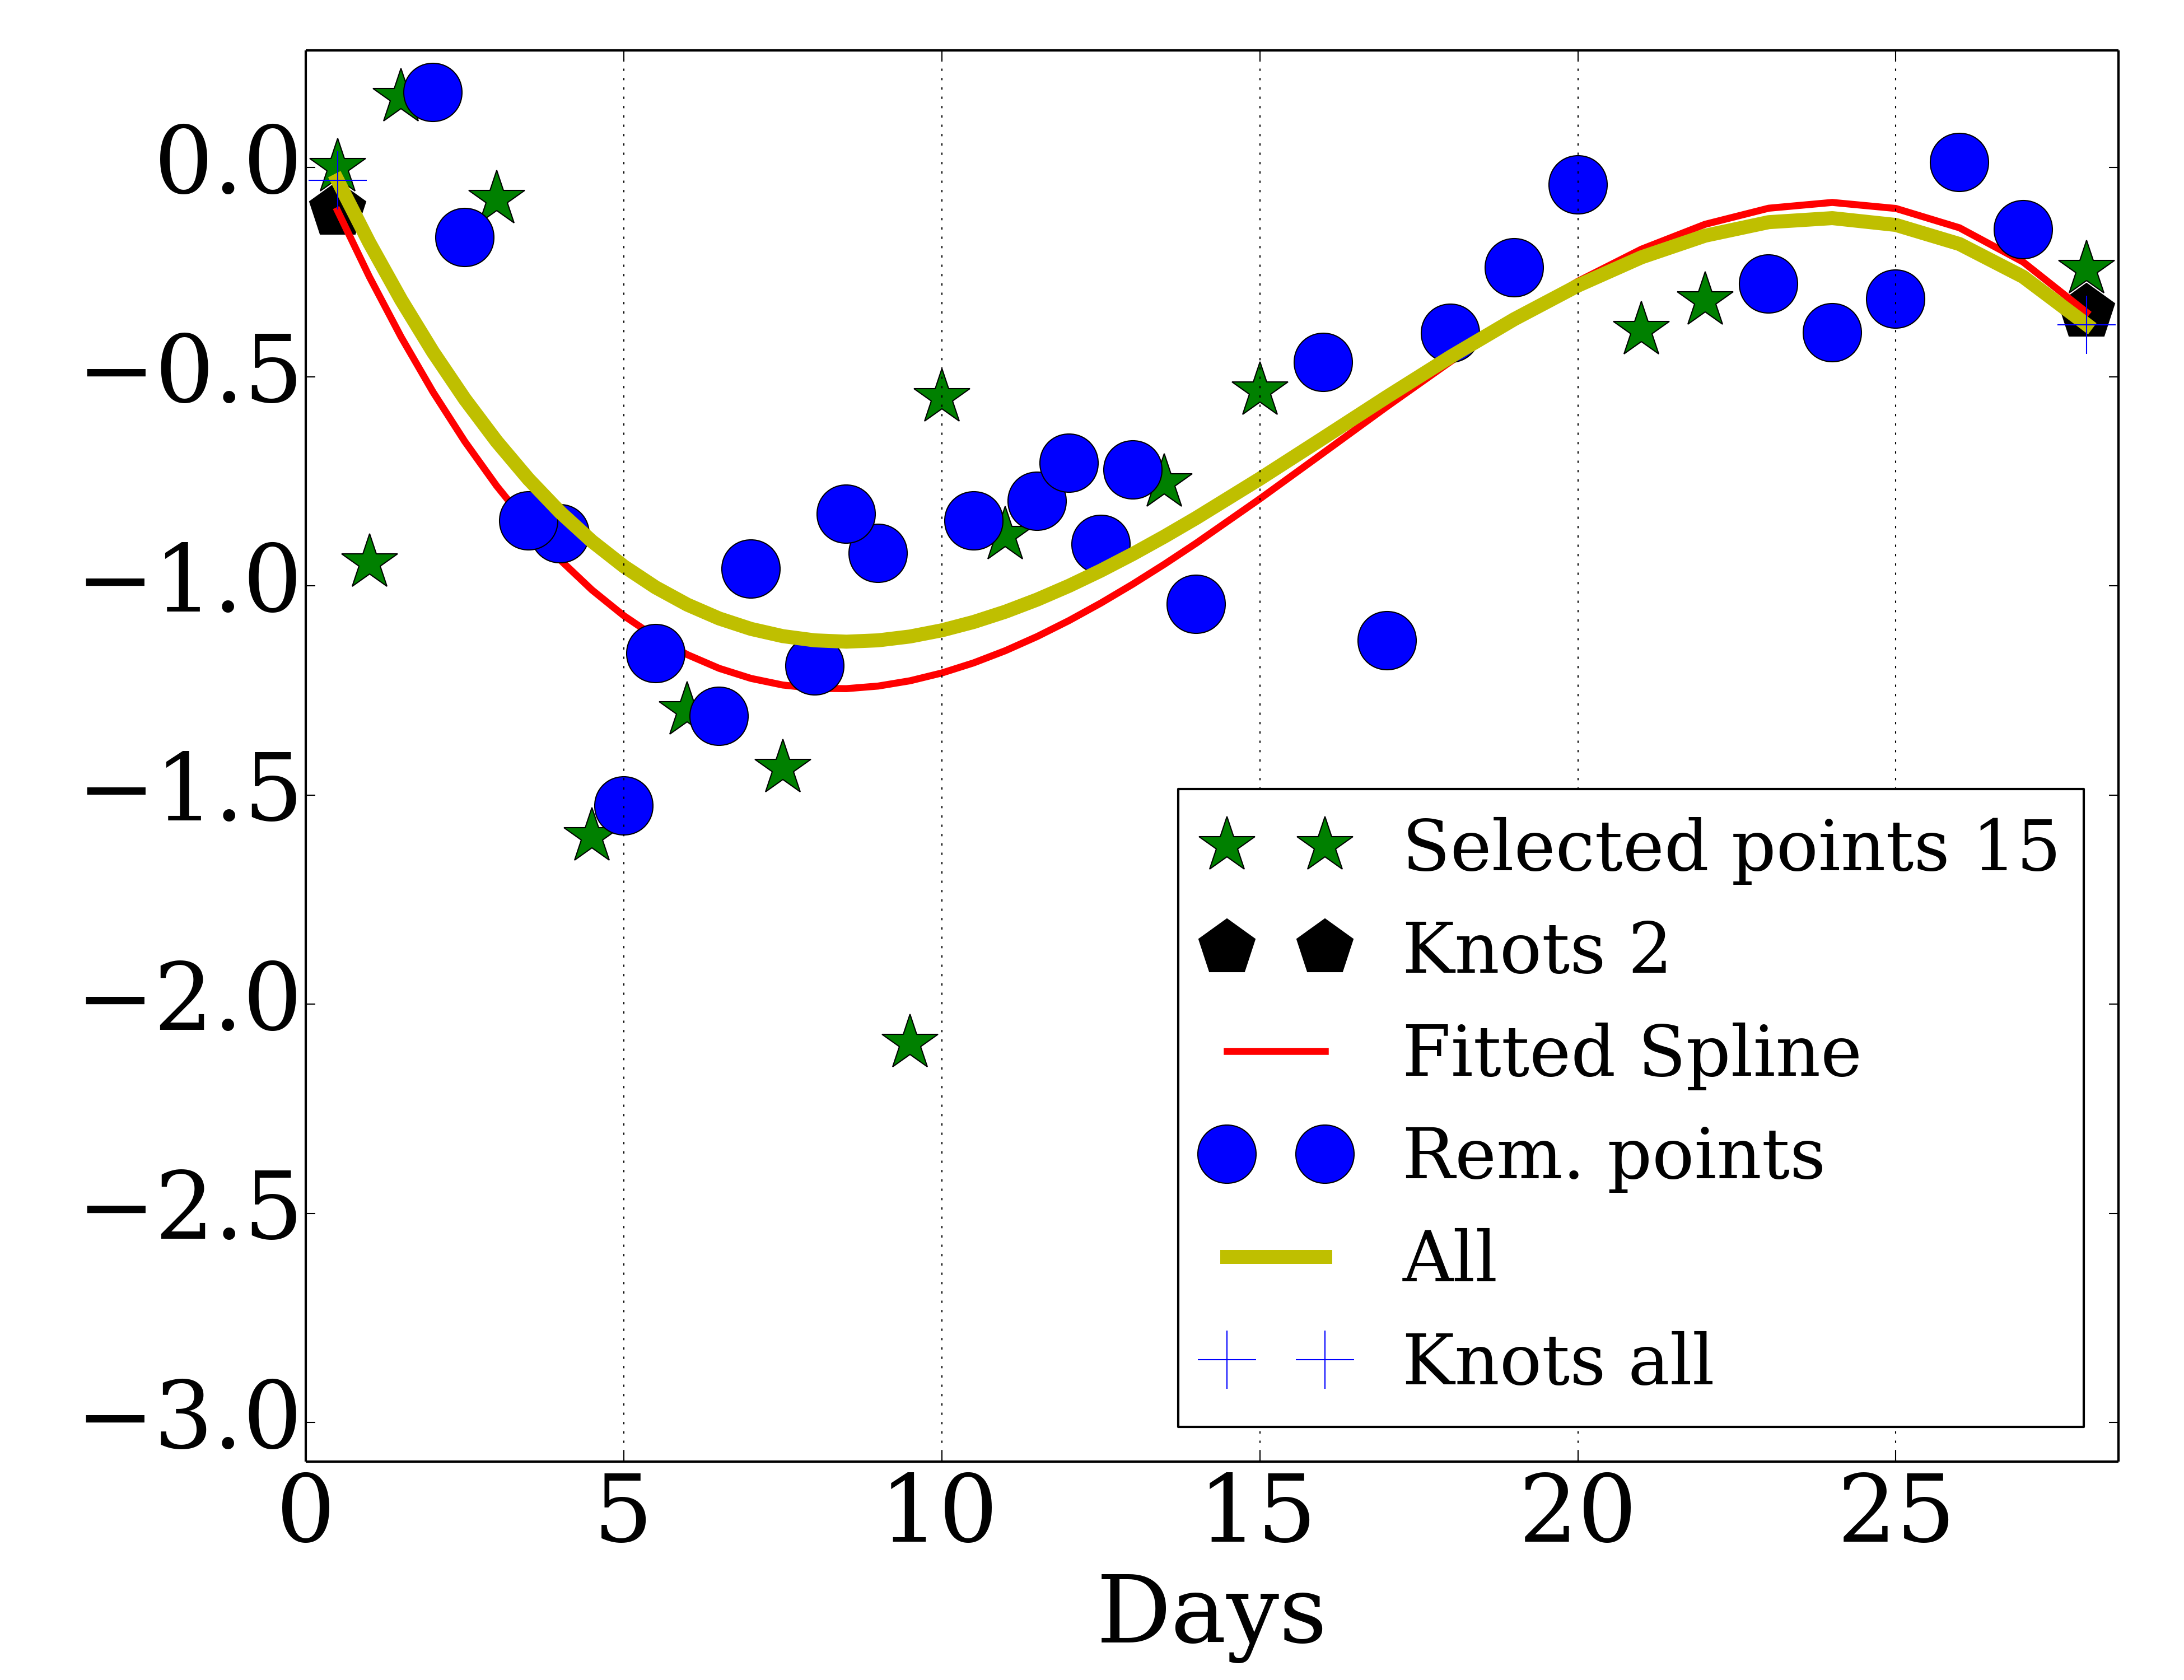 0.0
−0.5
−1.0
−1.5
−2.0
−2.5
−3.0
Selected points 15
Knots 2
Fitted Spline
Rem. points
All
Knots all
0 5 10 15 20 25
Days